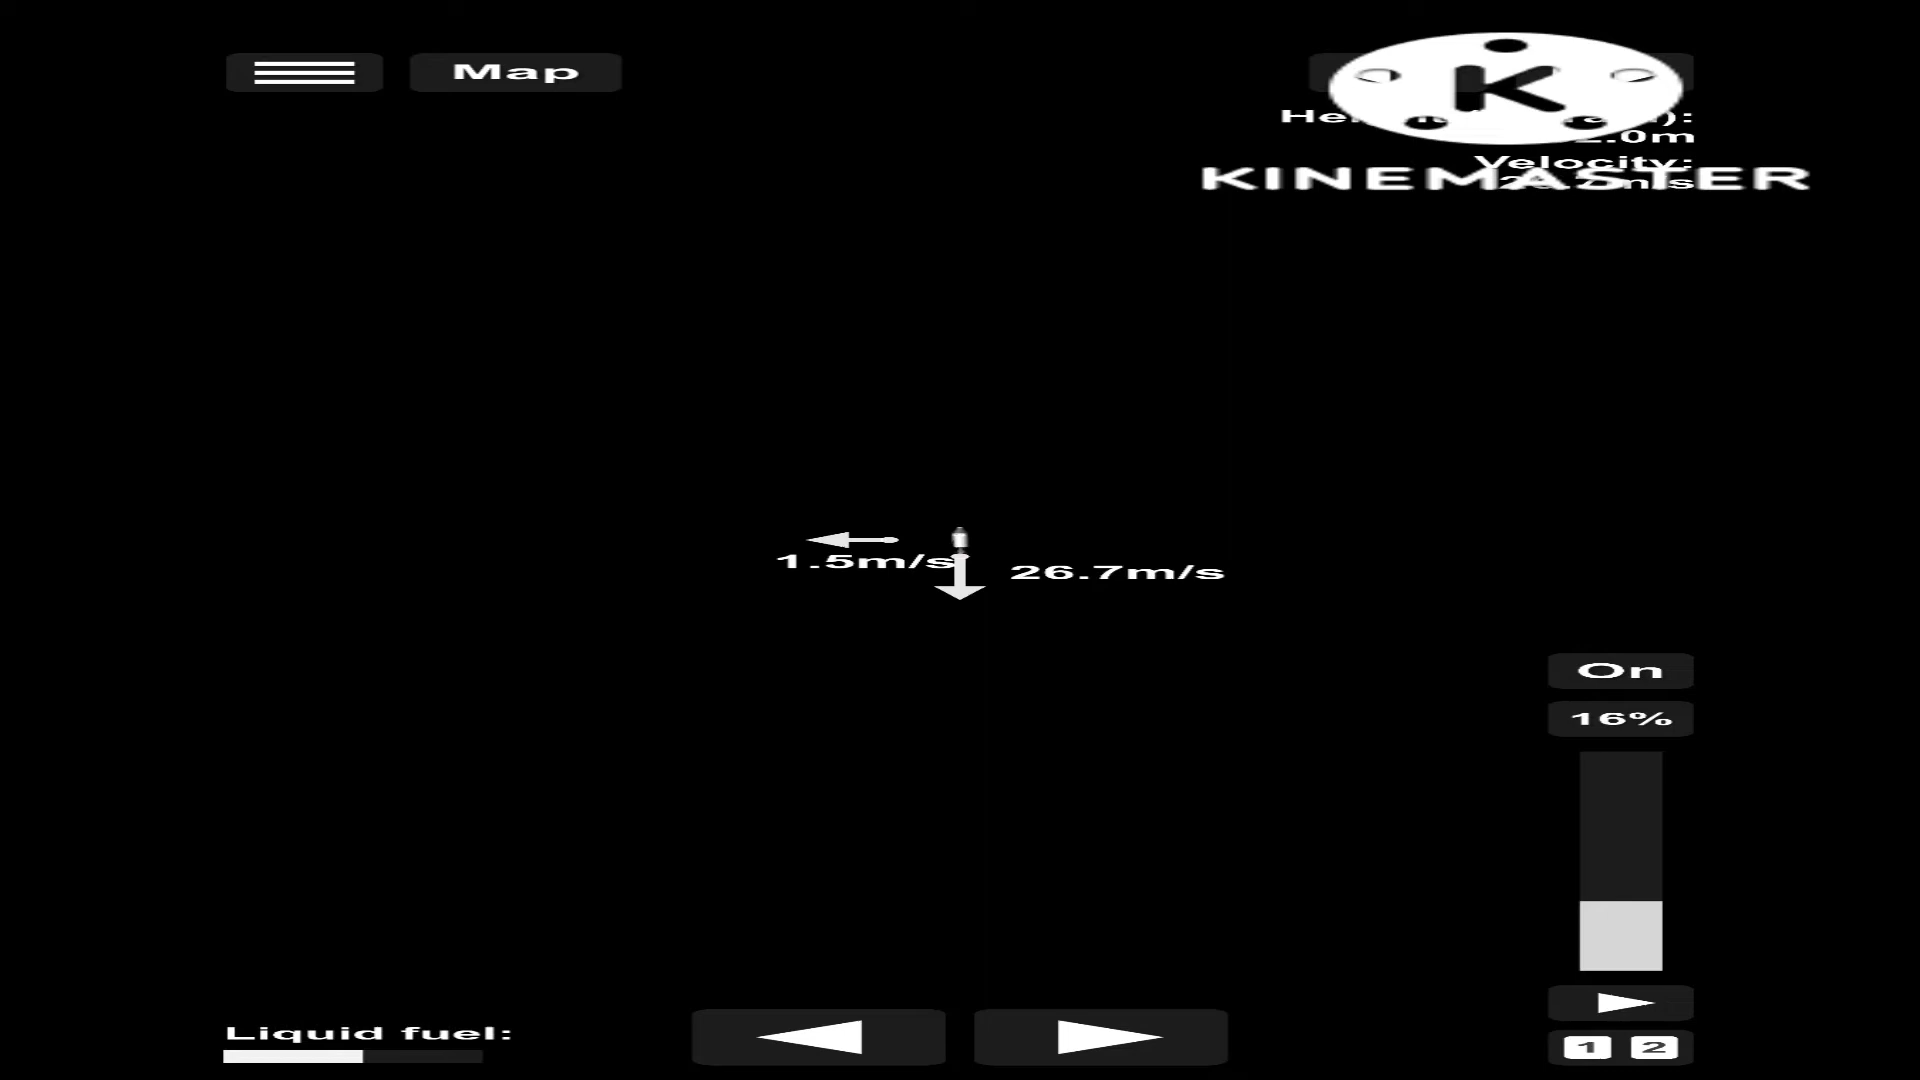 Map
K
Velocity:
KINEMASTER
1.5m/s
26.7m/s
On
16%
Liquid fuel:
1 2